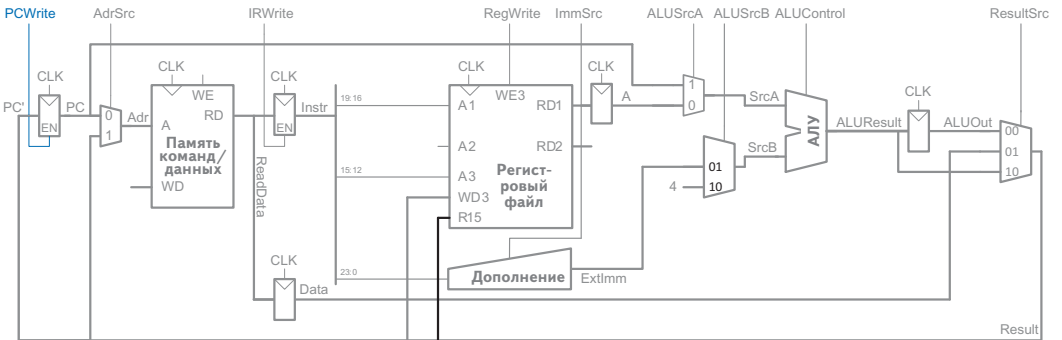 PCWrite AdrSrc IRWrite RegWrite ImmSrc ALUSrcA ALUSrcB ALUControl ResultSrc
CLK CLK CLK CLK CLK CLK
PC' PC EN
0 1 Adr
WE A RD
Память команд/данных
WD
EN Instr
ReadData
19:16
15:12
23:0
A1 WE3 RD1
A2 RD2
A3
WD3
R15
Регист-
ровый
файл
A
1
0
SrcA
01
10
4
SrcB
АЛУ
ALUResult
ALUOut
00
01
10
Дополнение
ExtImm
CLK
Data
Result